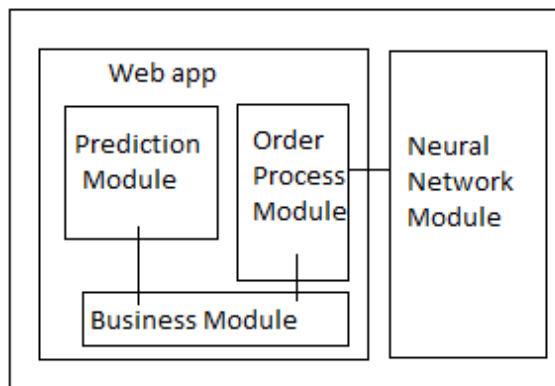 Web app
Prediction
Module
Order
Process
Module
Neural
Network
Module
Business Module